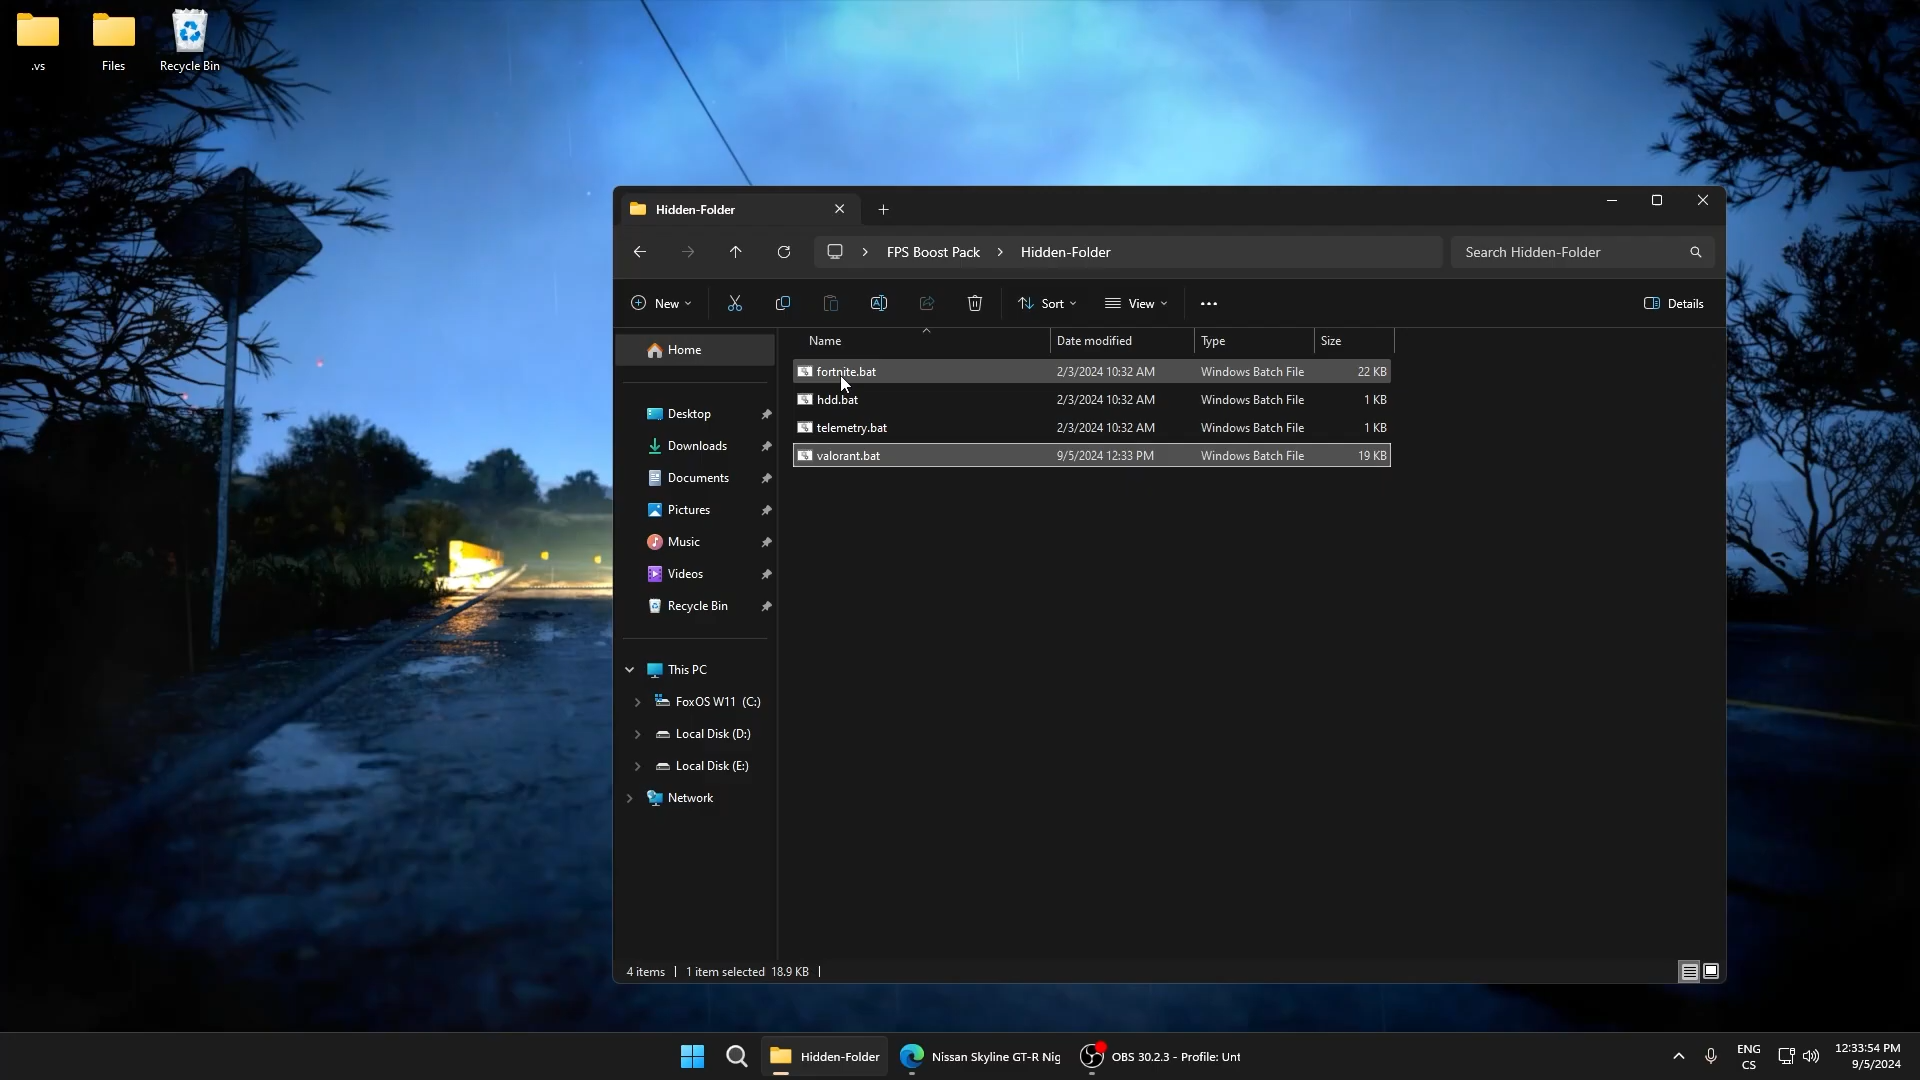 .vs
Files
Recycle Bin
Hidden-Folder
FPS Boost Pack
Hidden-Folder
Search Hidden-Folder
New
Sort
View
Details
Name
Date modified
Type
Size
fortnite.bat 2/3/2024 10:32 AM Windows Batch File 22 KB
hdd.bat 2/3/2024 10:32 AM Windows Batch File 1 KB
telemetry.bat 2/3/2024 10:32 AM Windows Batch File 1 KB
valorant.bat 9/5/2024 12:33 PM Windows Batch File 19 KB
Home
Desktop
Downloads
Documents
Pictures
Music
Videos
Recycle Bin
This PC
FoxOS W11 (C:)
Local Disk (D:)
Local Disk (E:)
Network
4 items | 1 item selected 18.9 KB |
Hidden-Folder
Nissan Skyline GT-R Nig
OBS 30.2.3 - Profile: Unt
ENG
CS
12:33:54 PM
9/5/2024